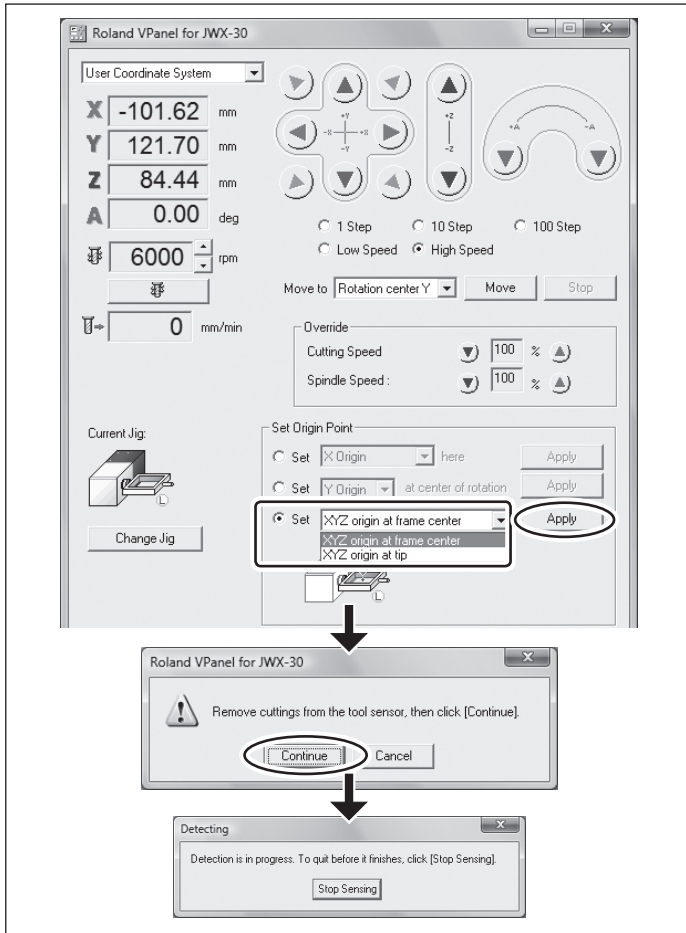 Roland VPanel for JWX-30
User Coordinate System
X -101.62 mm
Y 121.70 mm
Z 84.44 mm
A 0.00 deg
6000 rpm
0 mm/min
+Y
-X +X
-Y
+Z
-Z
+A -A
1 Step 10 Step 100 Step
Low Speed High Speed
Move to Rotation center Y Move Stop
Override
Cutting Speed 100 %
Spindle Speed : 100 %
Current Jig:
L
Change Jig
Set Origin Point
Set X Origin here Apply
Set Y Origin at center of rotation Apply
Set XYZ origin at frame center Apply
XYZ origin at frame center
XYZ origin at tip
L
Roland VPanel for JWX-30
Remove cuttings from the tool sensor, then click [Continue].
Continue Cancel
Detecting
Detection is in progress. To quit before it finishes, click [Stop Sensing].
Stop Sensing